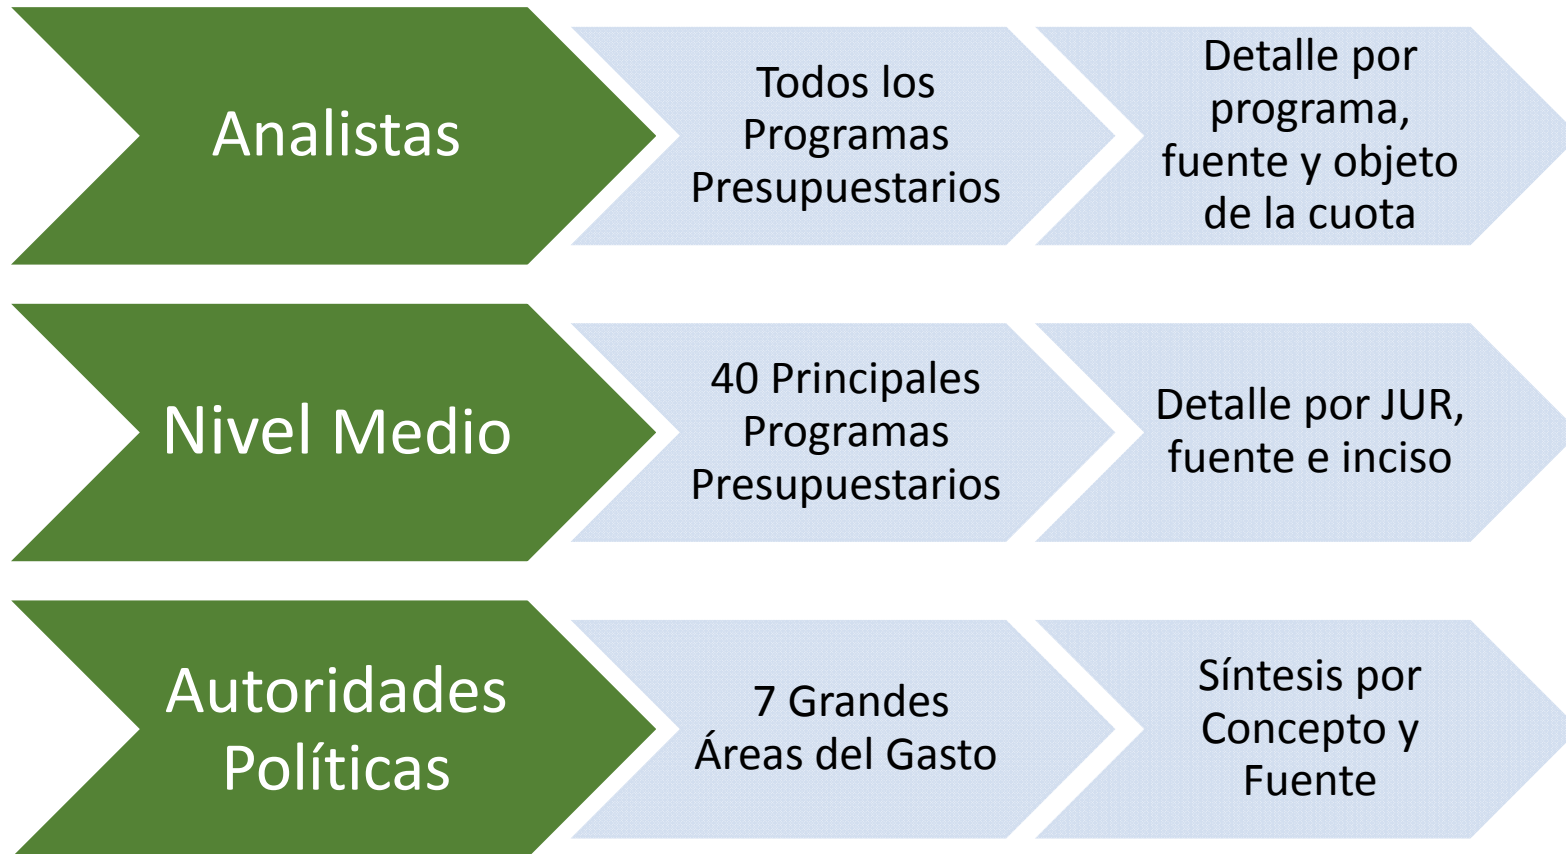 Analistas
Todos los
Programas
Presupuestarios
Detalle por
programa,
fuente y objeto
de la cuota
Nivel Medio
40 Principales
Programas
Presupuestarios
Detalle por JUR,
fuente e inciso
Autoridades
Políticas
7 Grandes
Áreas del Gasto
Síntesis por
Concepto y
Fuente